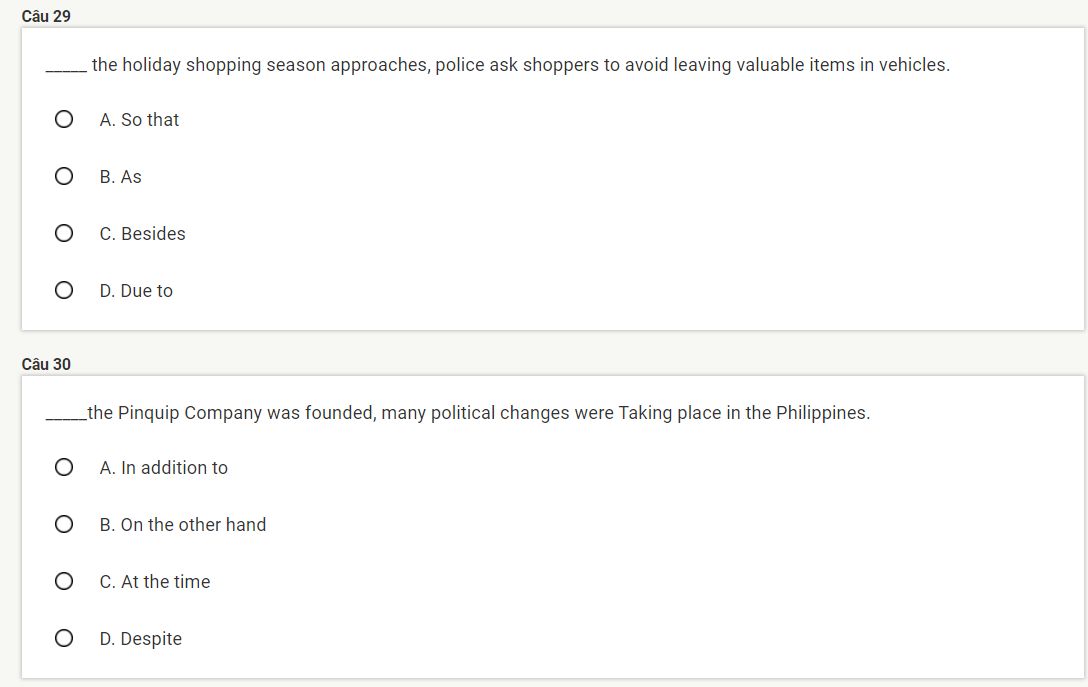 Câu 29
_____ the holiday shopping season approaches, police ask shoppers to avoid leaving valuable items in vehicles.
A. So that
B. As
C. Besides
D. Due to
Câu 30
_____the Pinquip Company was founded, many political changes were Taking place in the Philippines.
A. In addition to
B. On the other hand
C. At the time
D. Despite